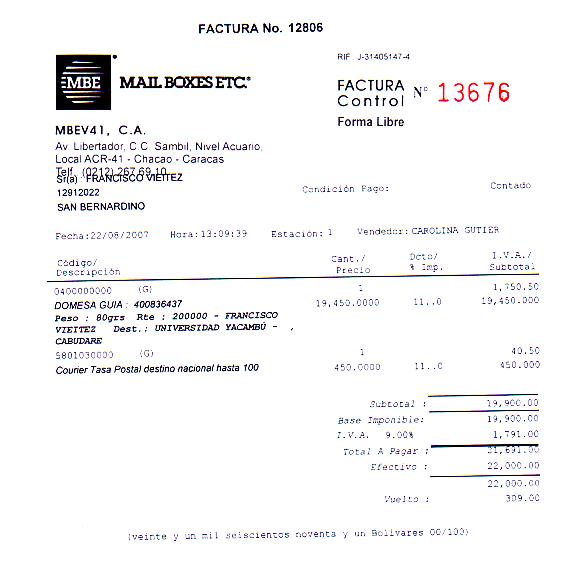 FACTURA No. 12806
RIF J-31405147-4
MBE MAIL BOXES ETC.®
FACTURA Control N° 13676
Forma Libre
MBEV41, C.A.
Av. Libertador, C.C. Sambil, Nivel Acuario,
Local ACR-41 - Chacao - Caracas
Telf. (0212) 267.69.10
Sr(a) : FRANCISCO VIEITEZ
12912022 Condición Pago: Contado
SAN BERNARDINO
Fecha:22/08/2007 Hora:13:09:39 Estación: 1 Vendedor: CAROLINA GUTIER
Código/ Cant./ Dcto/ I.V.A./
Descripción Precio % Imp. Subtotal
0400000000 (G) 1 1,750.50
DOMESA GUIA : 400836437 19,450.0000 11..0 19,450.000
Peso : 80grs Rte : 200000 - FRANCISCO
VIEITEZ Dest.: UNIVERSIDAD YACAMBÚ - ,
CABUDARE
5801030000 (G) 1 40.50
Courier Tasa Postal destino nacional hasta 100 450.0000 11..0 450.000
Subtotal : 19,900.00
Base Imponible: 19,900.00
I.V.A. 9.00% 1,791.00
Total A Pagar : 21,691.00
Efectivo : 22,000.00
22,000.00
Vuelto : 309.00
(veinte y un mil seiscientos noventa y un Bolivares 00/100)